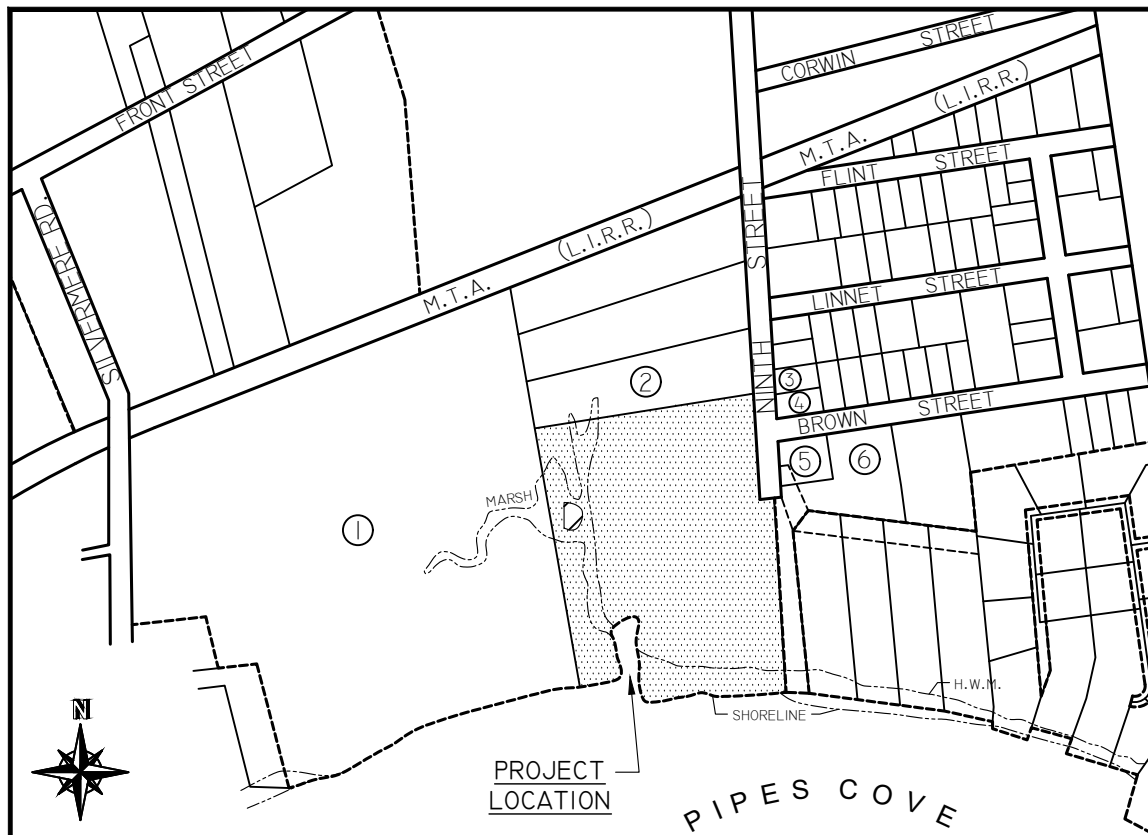 CORWIN STREET
FRONT STREET
M.T.A. (L.I.R.R.)
FLINT STREET
M.T.A. (L.I.R.R.)
LINNET STREET
SILVERMERE RD.
NINTH STREET
2
3
4
BROWN STREET
5
6
MARSH
1
H.W.M.
SHORELINE
N
PROJECT
LOCATION
PIPES COVE